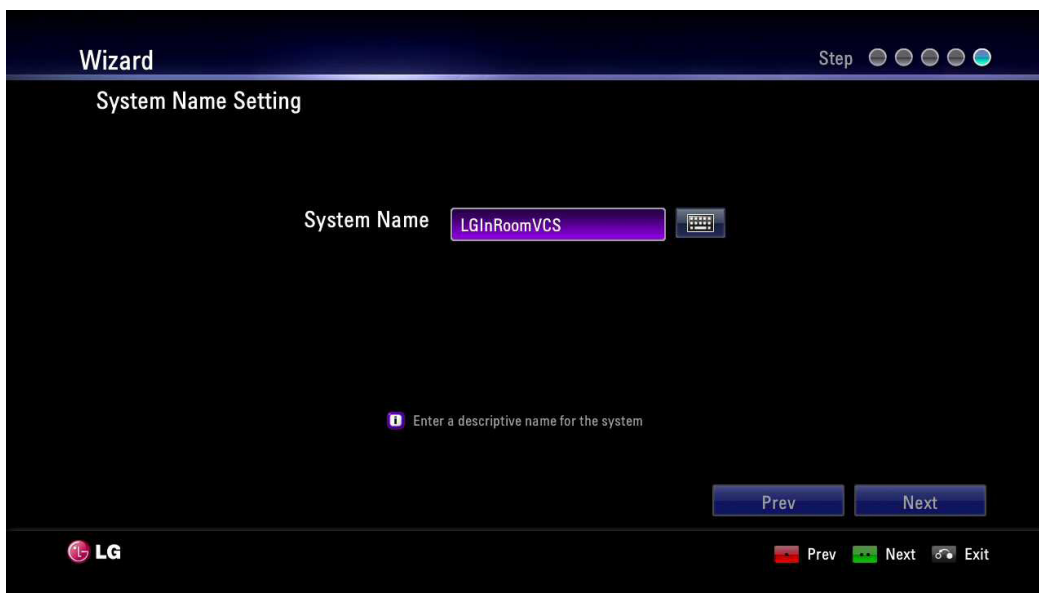 Wizard
Step
System Name Setting
System Name
LGInRoomVCS
Enter a descriptive name for the system
Prev
Next
LG
Prev
Next
Exit